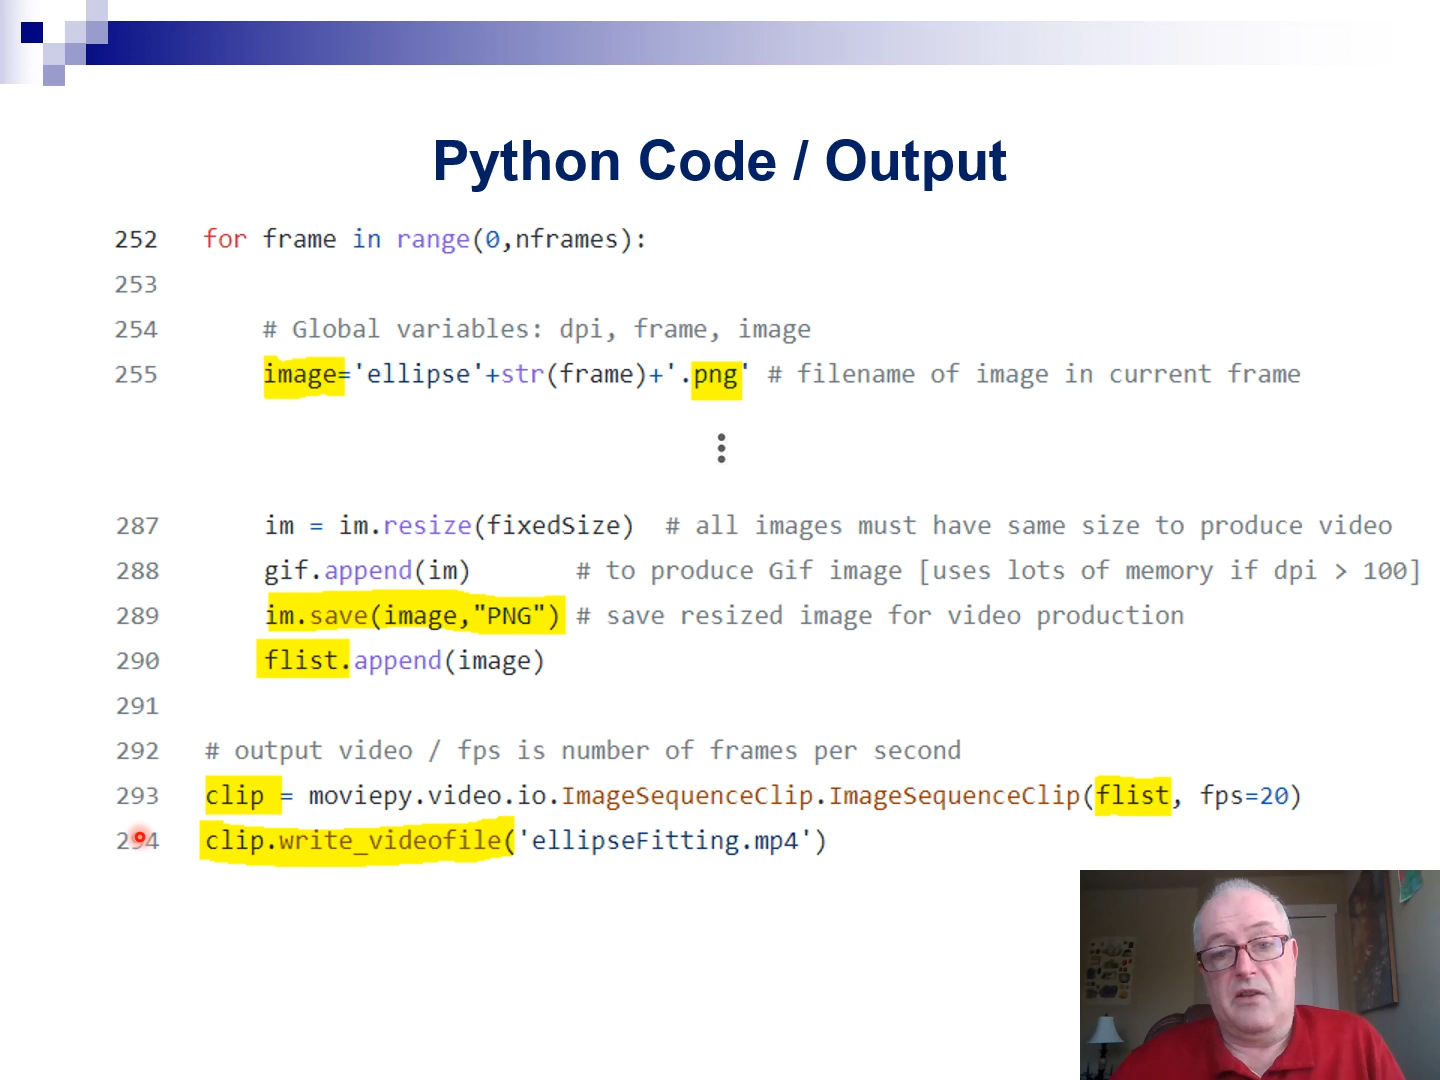 Python Code / Output
252 for frame in range(0,nframes):
253
254 # Global variables: dpi, frame, image
255 image='ellipse'+str(frame)+'.png' # filename of image in current frame
287 im = im.resize(fixedSize) # all images must have same size to produce video
288 gif.append(im) # to produce Gif image [uses lots of memory if dpi > 100]
289 im.save(image,"PNG") # save resized image for video production
290 flist.append(image)
291
292 # output video / fps is number of frames per second
293 clip = moviepy.video.io.ImageSequenceClip.ImageSequenceClip(flist, fps=20)
294 clip.write_videofile('ellipseFitting.mp4')